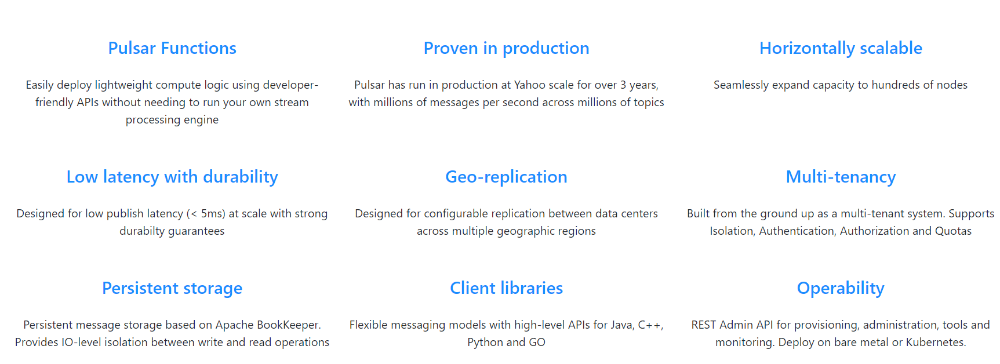 Pulsar Functions
Easily deploy lightweight compute logic using developer-
friendly APIs without needing to run your own stream
processing engine
Proven in production
Pulsar has run in production at Yahoo scale for over 3 years,
with millions of messages per second across millions of topics
Horizontally scalable
Seamlessly expand capacity to hundreds of nodes
Low latency with durability
Designed for low publish latency (< 5ms) at scale with strong
durabilty guarantees
Geo-replication
Designed for configurable replication between data centers
across multiple geographic regions
Multi-tenancy
Built from the ground up as a multi-tenant system. Supports
Isolation, Authentication, Authorization and Quotas
Persistent storage
Persistent message storage based on Apache BookKeeper.
Provides IO-level isolation between write and read operations
Client libraries
Flexible messaging models with high-level APIs for Java, C++,
Python and GO
Operability
REST Admin API for provisioning, administration, tools and
monitoring. Deploy on bare metal or Kubernetes.